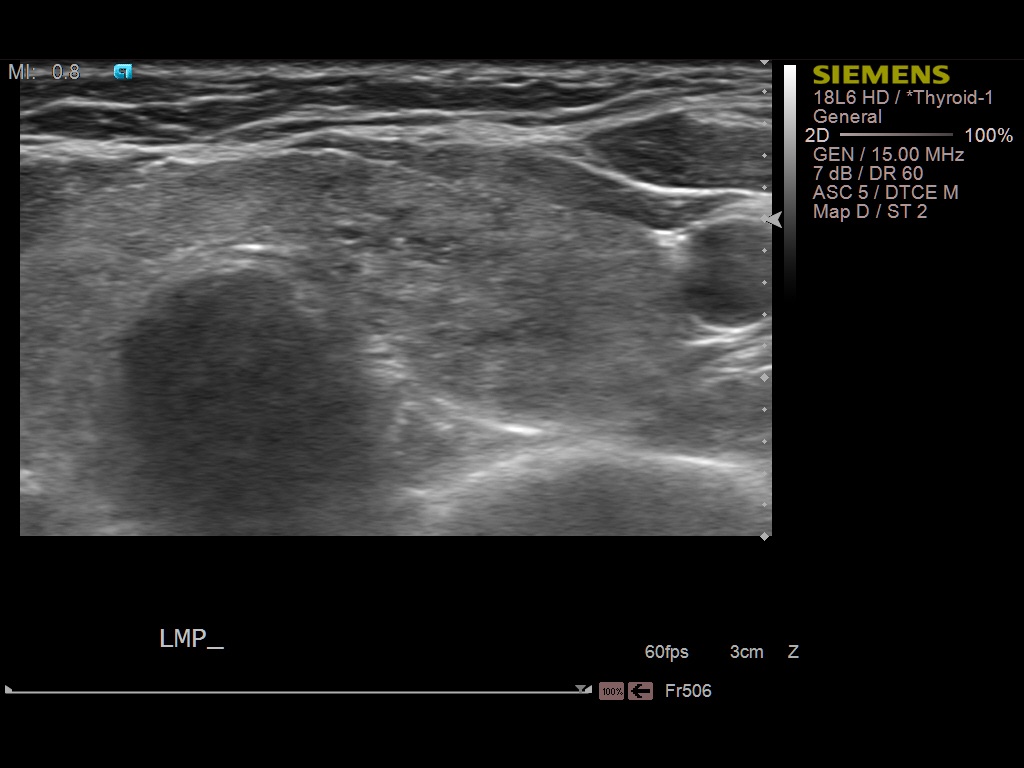 MI: 0.8
SIEMENS
18L6 HD / *Thyroid-1
General
2D 100%
GEN / 15.00 MHz
7 dB / DR 60
ASC 5 / DTCE M
Map D / ST 2
LMP_
60fps 3cm Z
100% Fr506